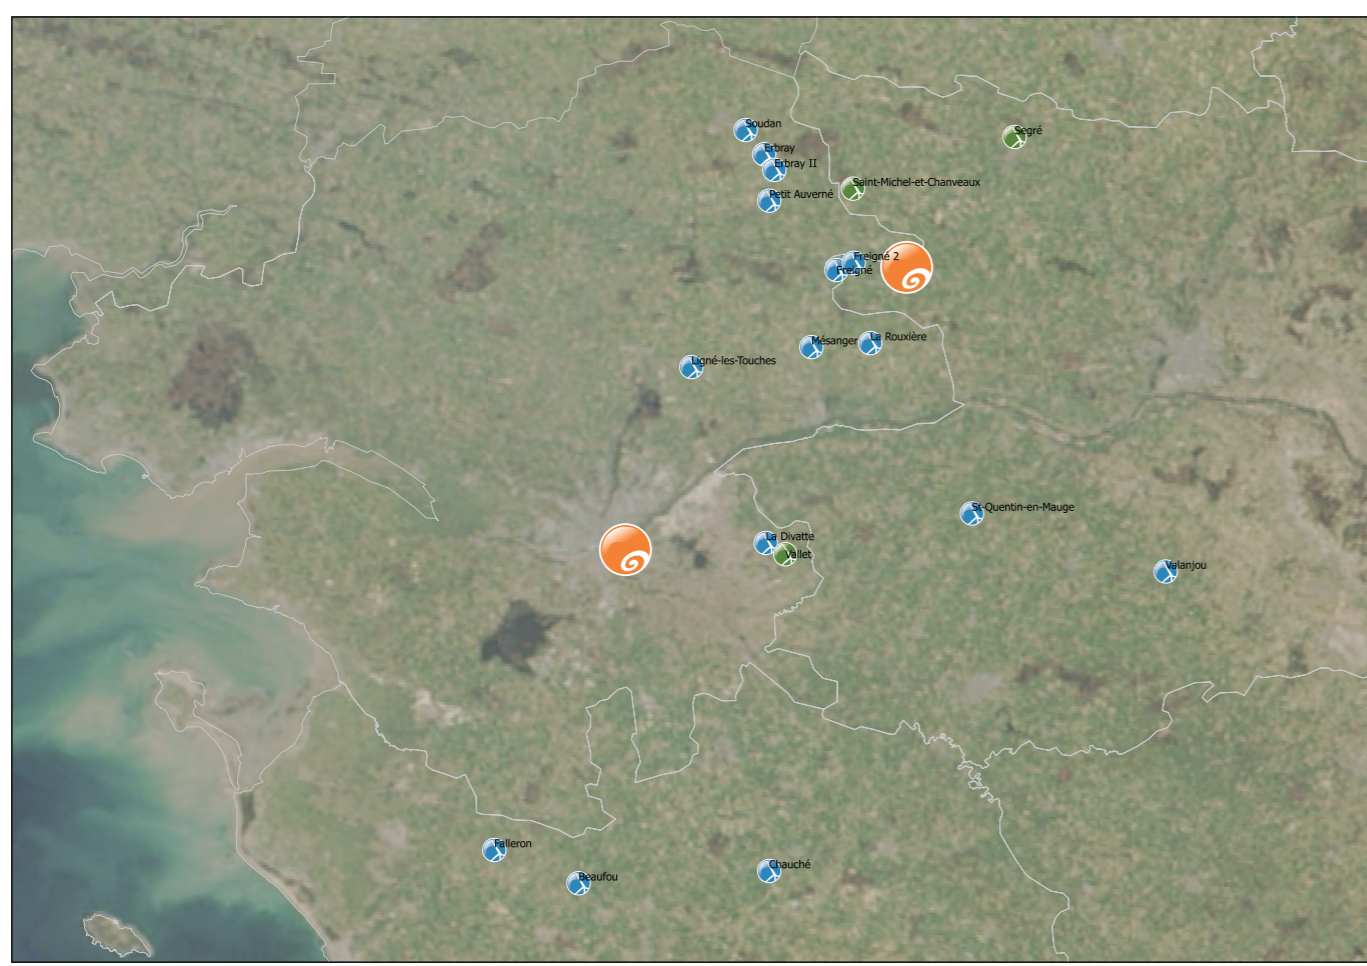 Soudan
Segré
Erbray
Erbray II
Saint-Michel-et-Chanveaux
Petit Auverné
Freigné 2
Freigné
La Rouxière
Mésanger
Ligné-les-Touches
St-Quentin-en-Mauge
La Divatte
Vallet
Valanjou
Falleron
Chauché
Beaufou